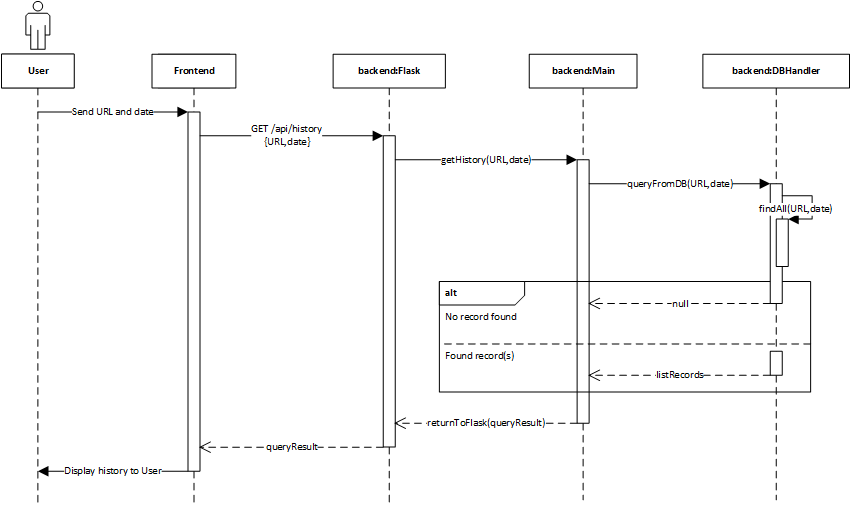 User
Frontend
backend:Flask
backend:Main
backend:DBHandler
Send URL and date
GET /api/history
{URL,date}
getHistory(URL,date)
queryFromDB(URL,date)
findAll(URL,date)
alt
null
No record found
Found record(s)
listRecords
returnToFlask(queryResult)
queryResult
Display history to User